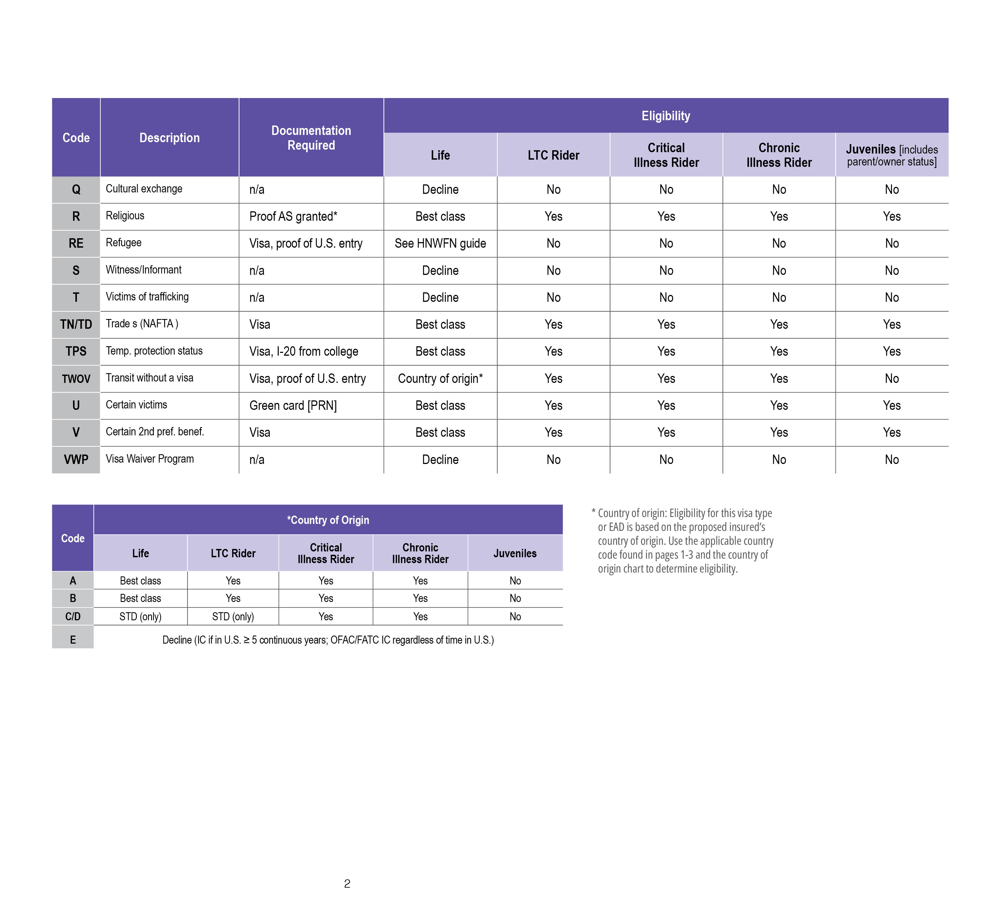 Code Description Documentation Required Eligibility
Life LTC Rider Critical Illness Rider Chronic Illness Rider Juveniles [includes parent/owner status]
Q Cultural exchange n/a Decline No No No No
R Religious Proof AS granted* Best class Yes Yes Yes Yes
RE Refugee Visa, proof of U.S. entry See HNWFN guide No No No No
S Witness/Informant n/a Decline No No No No
T Victims of trafficking n/a Decline No No No No
TN/TD Trade s (NAFTA ) Visa Best class Yes Yes Yes Yes
TPS Temp. protection status Visa, I-20 from college Best class Yes Yes Yes Yes
TWOV Transit without a visa Visa, proof of U.S. entry Country of origin* Yes Yes Yes No
U Certain victims Green card [PRN] Best class Yes Yes Yes Yes
V Certain 2nd pref. benef. Visa Best class Yes Yes Yes Yes
VWP Visa Waiver Program n/a Decline No No No No
Code *Country of Origin
Life LTC Rider Critical Illness Rider Chronic Illness Rider Juveniles
A Best class Yes Yes Yes No
B Best class Yes Yes Yes No
C/D STD (only) STD (only) Yes Yes No
E Decline (IC if in U.S. ≥ 5 continuous years; OFAC/FATC IC regardless of time in U.S.)
* Country of origin: Eligibility for this visa type
or EAD is based on the proposed insured’s
country of origin. Use the applicable country
code found in pages 1-3 and the country of
origin chart to determine eligibility.
2